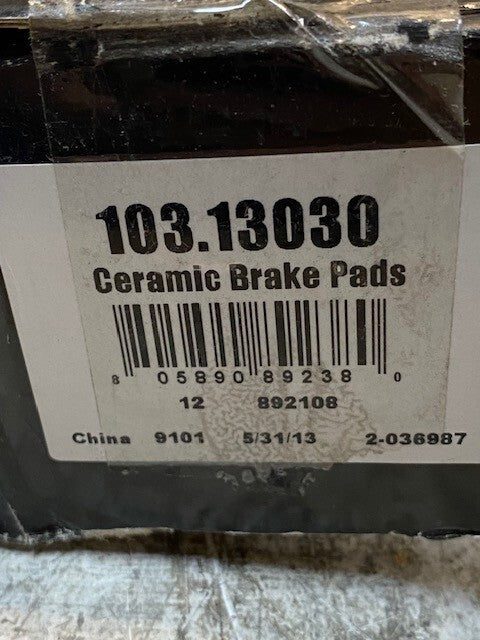 103.13030
Ceramic Brake Pads
8 05890 89238 0
12 892108
China 9101 5/31/13 2-036987